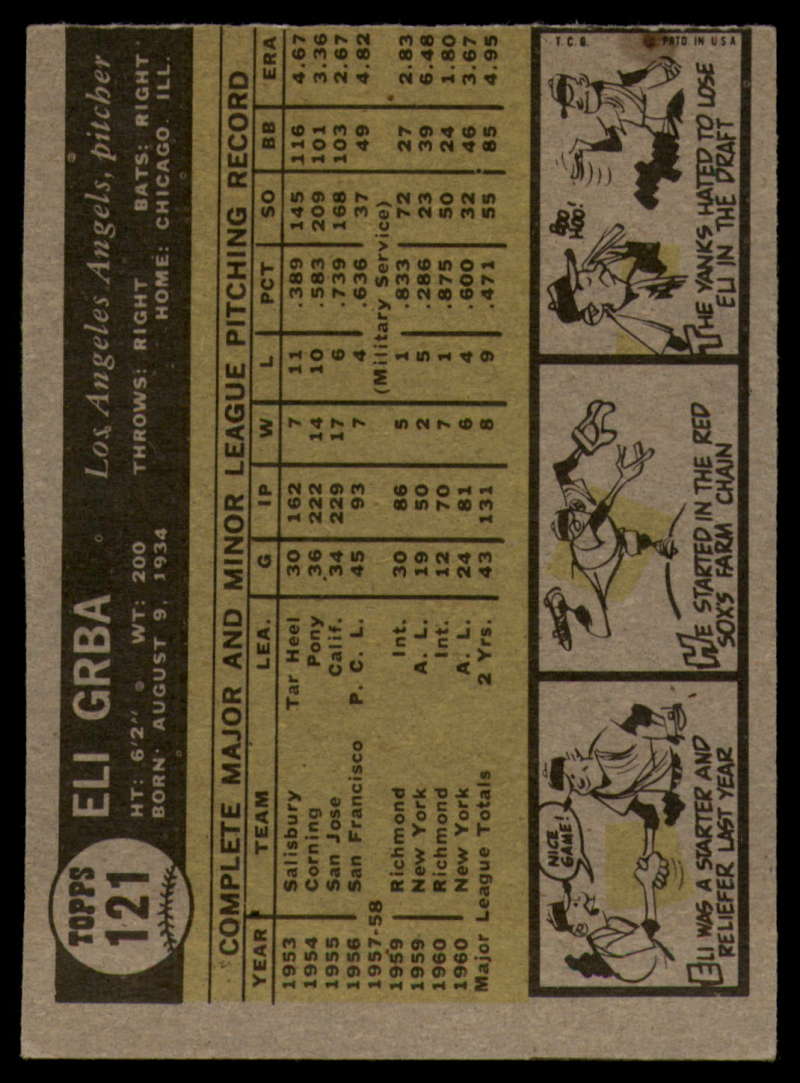 TOPPS
121
ELI GRBA Los Angeles Angels, pitcher
HT: 6'2" • WT: 200 THROWS: RIGHT BATS: RIGHT
BORN: AUGUST 9, 1934 HOME: CHICAGO, ILL.
COMPLETE MAJOR AND MINOR LEAGUE PITCHING RECORD
YEAR TEAM LEA. G IP W L PCT SO BB ERA
1953 Salisbury Tar Heel 30 162 7 11 .389 145 116 4.67
1954 Corning Pony 36 222 14 10 .583 209 101 3.36
1955 San Jose Calif. 34 229 17 6 .739 168 103 2.67
1956 San Francisco P. C. L. 45 93 7 4 .636 37 49 4.82
1957-58 (Military Service)
1959 Richmond Int. 30 86 5 1 .833 72 27 2.83
1959 New York A. L. 19 50 2 5 .286 23 39 6.48
1960 Richmond Int. 12 70 7 1 .875 50 24 1.80
1960 New York A. L. 24 81 6 4 .600 32 46 3.67
Major League Totals 2 Yrs. 43 131 8 9 .471 55 85 4.95
NICE
GAME!
ELI WAS A STARTER AND
RELIEFER LAST YEAR
HE STARTED IN THE RED
SOX'S FARM CHAIN
BOO
HOO!
THE YANKS HATED TO LOSE
ELI IN THE DRAFT
T.C.G. PRTD. IN U S A